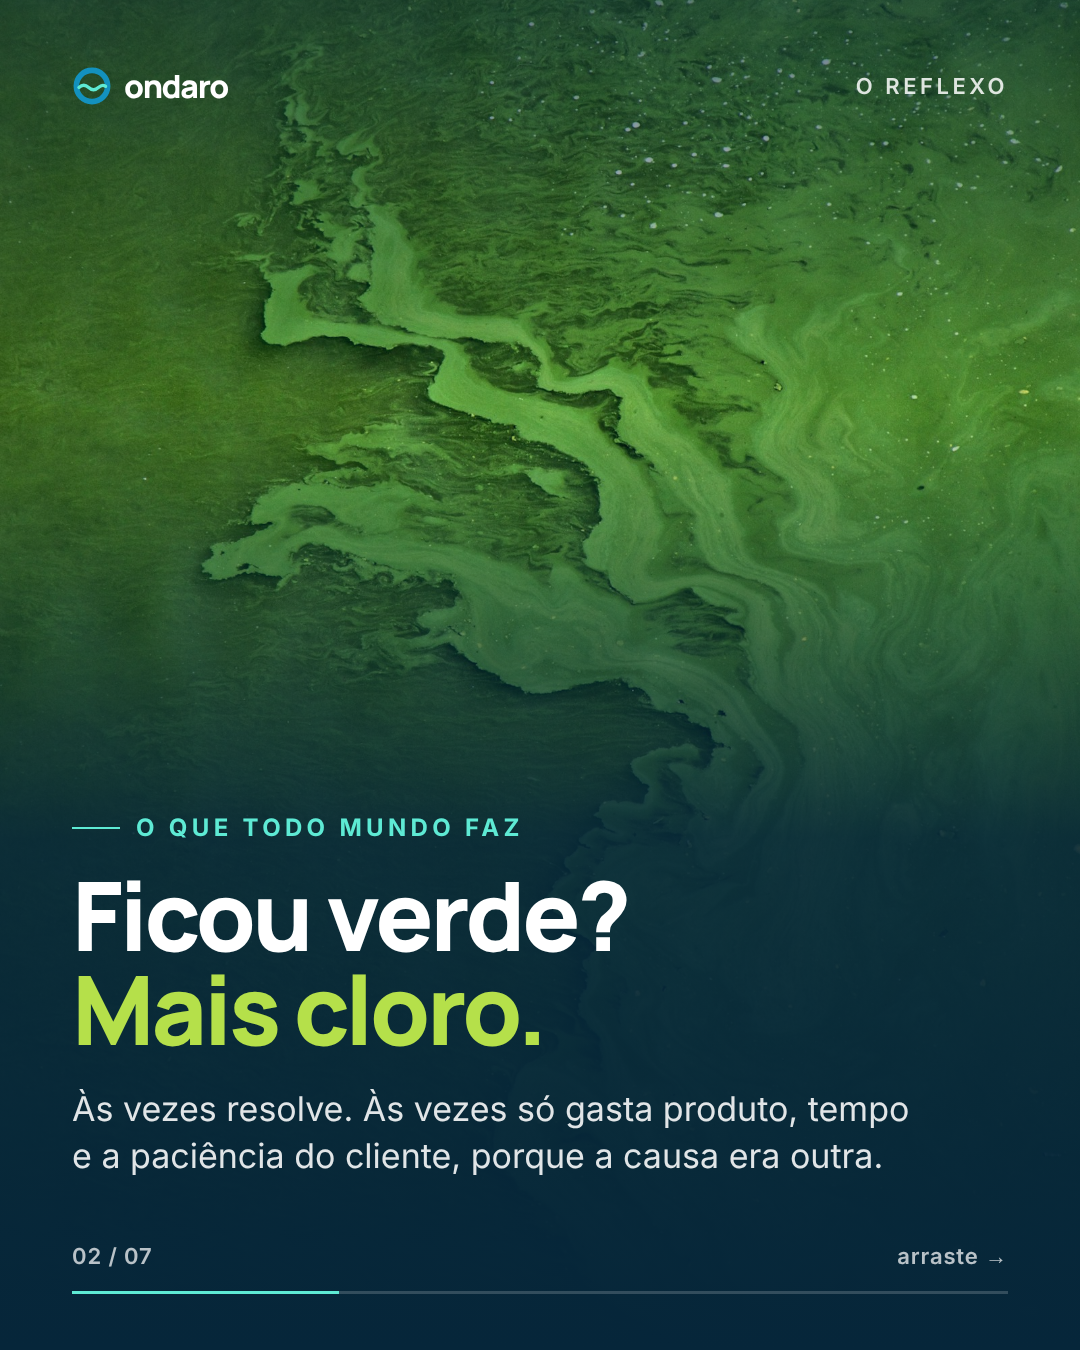 ondaro
O REFLEXO
O QUE TODO MUNDO FAZ
Ficou verde?
Mais cloro.
Às vezes resolve. Às vezes só gasta produto, tempo
e a paciência do cliente, porque a causa era outra.
02 / 07
arraste →